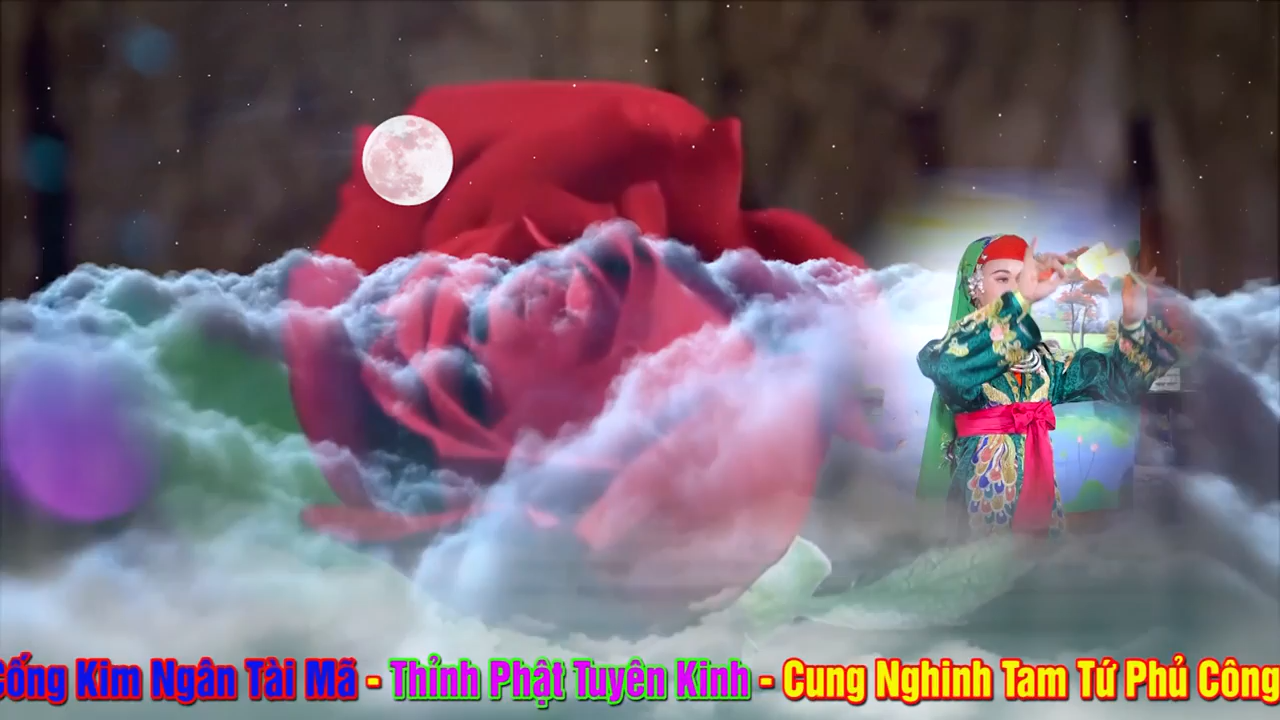 Cống Kim Ngân Tài Mã - Thỉnh Phật Tuyên Kinh - Cung Nghinh Tam Tứ Phủ Công